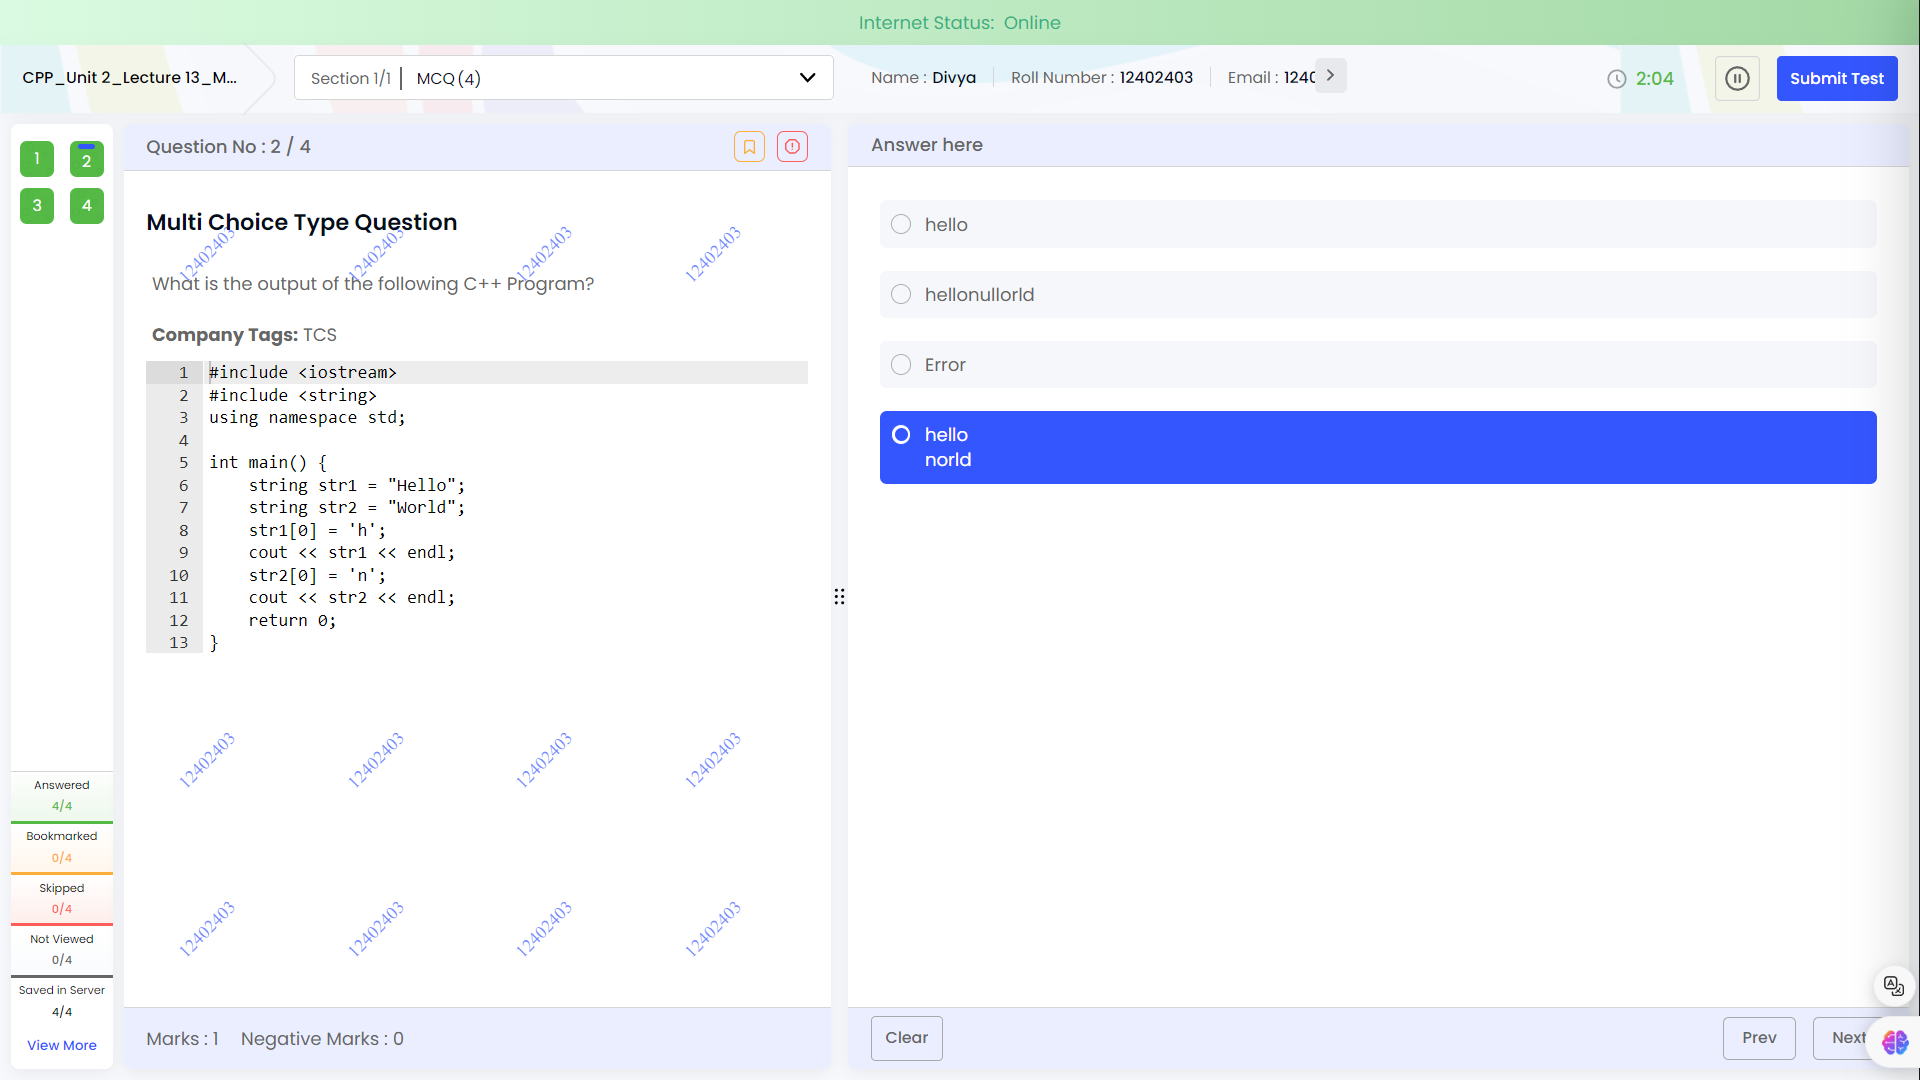 Internet Status: Online
CPP_Unit 2_Lecture 13_M...
Section 1/1 | MCQ (4)
Name : Divya
Roll Number : 12402403
Email : 1240
2:04
Submit Test
1
2
3
4
Question No : 2 / 4
Multi Choice Type Question
12402403 12402403 12402403 12402403
What is the output of the following C++ Program?
Company Tags: TCS
1 #include <iostream>
2 #include <string>
3 using namespace std;
4
5 int main() {
6     string str1 = "Hello";
7     string str2 = "World";
8     str1[0] = 'h';
9     cout << str1 << endl;
10     str2[0] = 'n';
11     cout << str2 << endl;
12     return 0;
13 }
12402403 12402403 12402403 12402403
12402403 12402403 12402403 12402403
Marks : 1 Negative Marks : 0
Answered
4/4
Bookmarked
0/4
Skipped
0/4
Not Viewed
0/4
Saved in Server
4/4
View More
Answer here
hello
hellonullorld
Error
hello
norld
Clear
Prev
Next